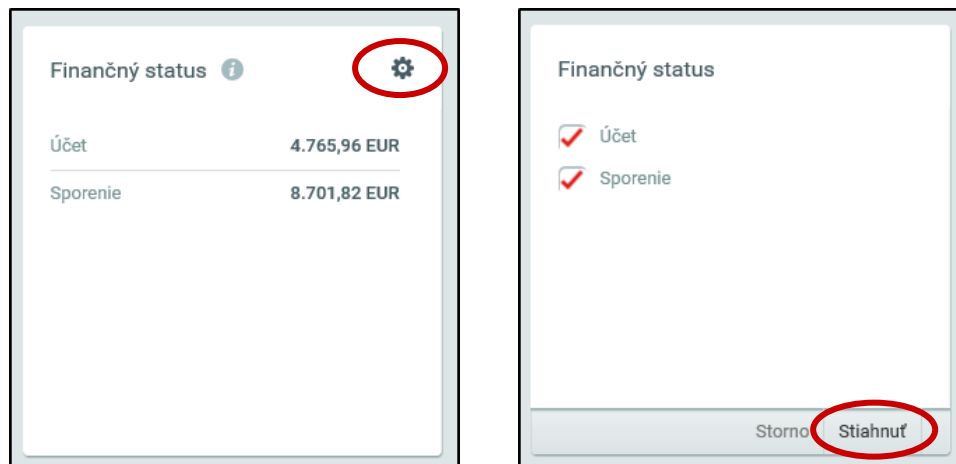 Finančný status
Účet 4.765,96 EUR
Sporenie 8.701,82 EUR
Finančný status
Účet
Sporenie
Storno Stiahnuť